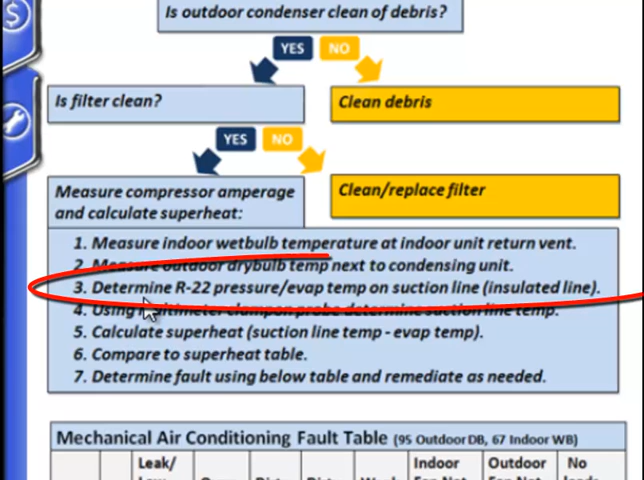 Is outdoor condenser clean of debris?
YES NO
Is filter clean?
Clean debris
YES NO
Measure compressor amperage
and calculate superheat:
Clean/replace filter
1. Measure indoor wetbulb temperature at indoor unit return vent.
2. Measure outdoor drybulb temp next to condensing unit.
3. Determine R-22 pressure/evap temp on suction line (insulated line).
4. Using multimeter clampon probe determine suction line temp.
5. Calculate superheat (suction line temp - evap temp).
6. Compare to superheat table.
7. Determine fault using below table and remediate as needed.
Mechanical Air Conditioning Fault Table (95 Outdoor DB, 67 Indoor WB)
Leak/
Indoor
Outdoor
No